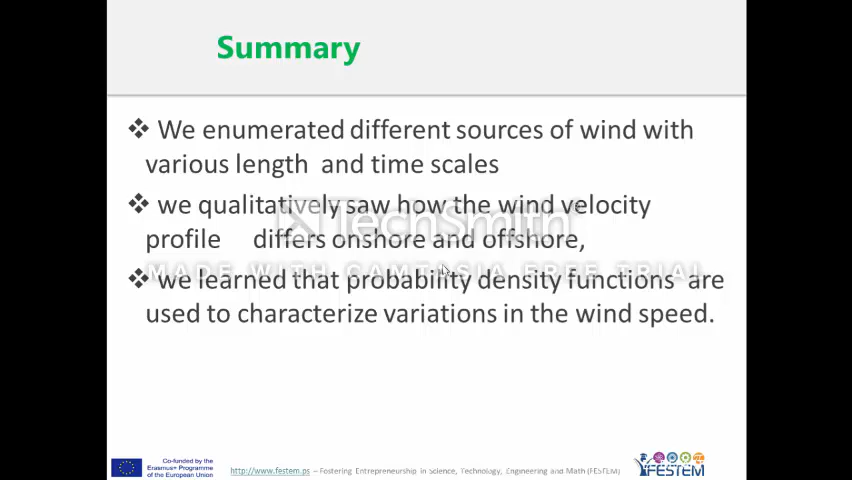 Summary
❖ We enumerated different sources of wind with
various length and time scales
❖ we qualitatively saw how the wind velocity
profile differs onshore and offshore,
❖ we learned that probability density functions are
used to characterize variations in the wind speed.
TechSmith
MADE WITH CAMTASIA FREE TRIAL
Co-funded by the
Erasmus+ Programme
of the European Union
http://www.festem.ps – Fostering Entrepreneurship in Science, Technology, Engineering and Math (FESTEM)
FESTEM